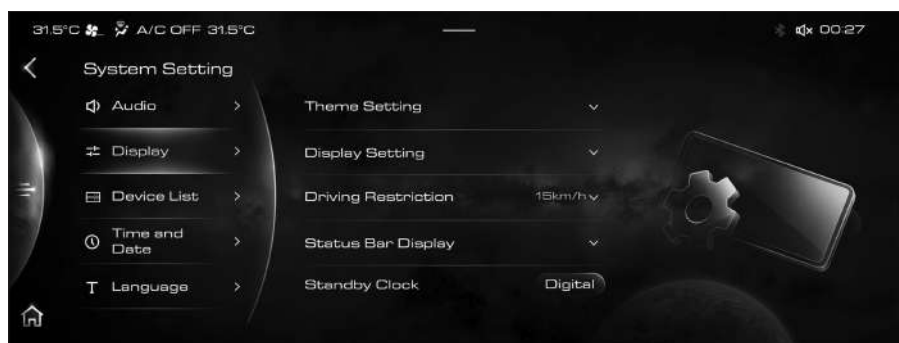 31.5°C A/C OFF 31.5°C
00:27
System Setting
Audio
Display
Device List
Time and
Date
T Language
Theme Setting
Display Setting
Driving Restriction 15km/h
Status Bar Display
Standby Clock Digital